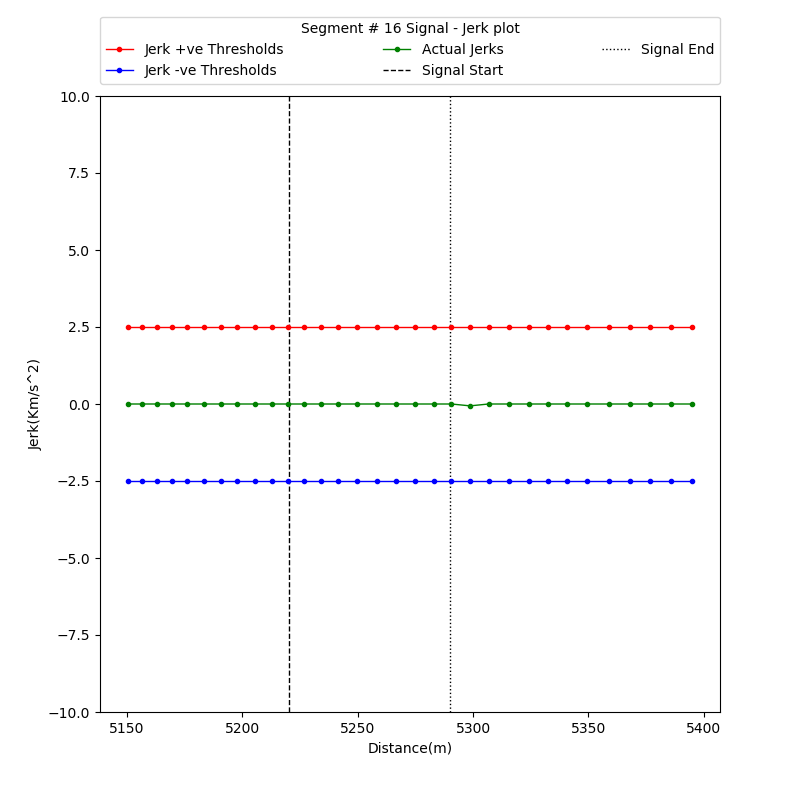 Segment # 16 Signal - Jerk plot
Jerk +ve Thresholds Actual Jerks Signal End
Jerk -ve Thresholds Signal Start
10.0
7.5
5.0
2.5
0.0
−2.5
−5.0
−7.5
−10.0
Jerk(Km/s^2)
5150 5200 5250 5300 5350 5400
Distance(m)